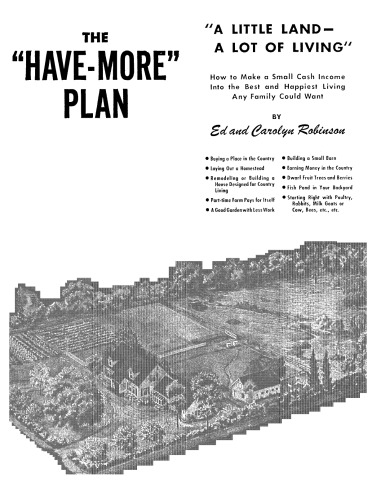 THE
"HAVE-MORE"
PLAN
"A LITTLE LAND—
A LOT OF LIVING"
How to Make a Small Cash Income
Into the Best and Happiest Living
Any Family Could Want
BY
Ed and Carolyn Robinson
• Buying a Place in the Country
• Laying Out a Homestead
• Remodeling or Building a
House Designed for Country
Living
• Part-time Farm Pays for Itself
• A Good Garden with Less Work
• Building a Small Barn
• Earning Money in the Country
• Dwarf Fruit Trees and Berries
• Fish Pond in Your Backyard
• Starting Right with Poultry,
Rabbits, Milk Goats or
Cow, Bees, etc., etc.